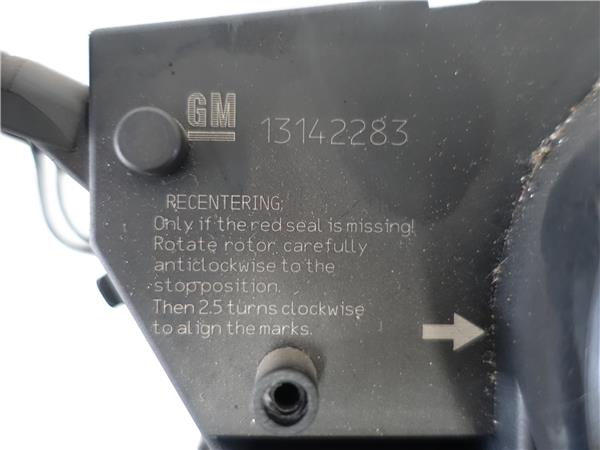 GM 13142283
RECENTERING:
Only if the red seal is missing!
Rotate rotor carefully
anticlockwise to the
stop position.
Then 2.5 turns clockwise
to align the marks.